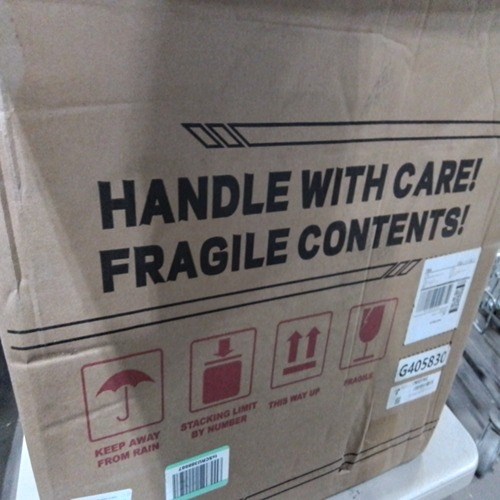 HANDLE WITH CARE!
FRAGILE CONTENTS!
KEEP AWAY
FROM RAIN
STACKING LIMIT
BY NUMBER
THIS WAY UP
FRAGILE
G405830